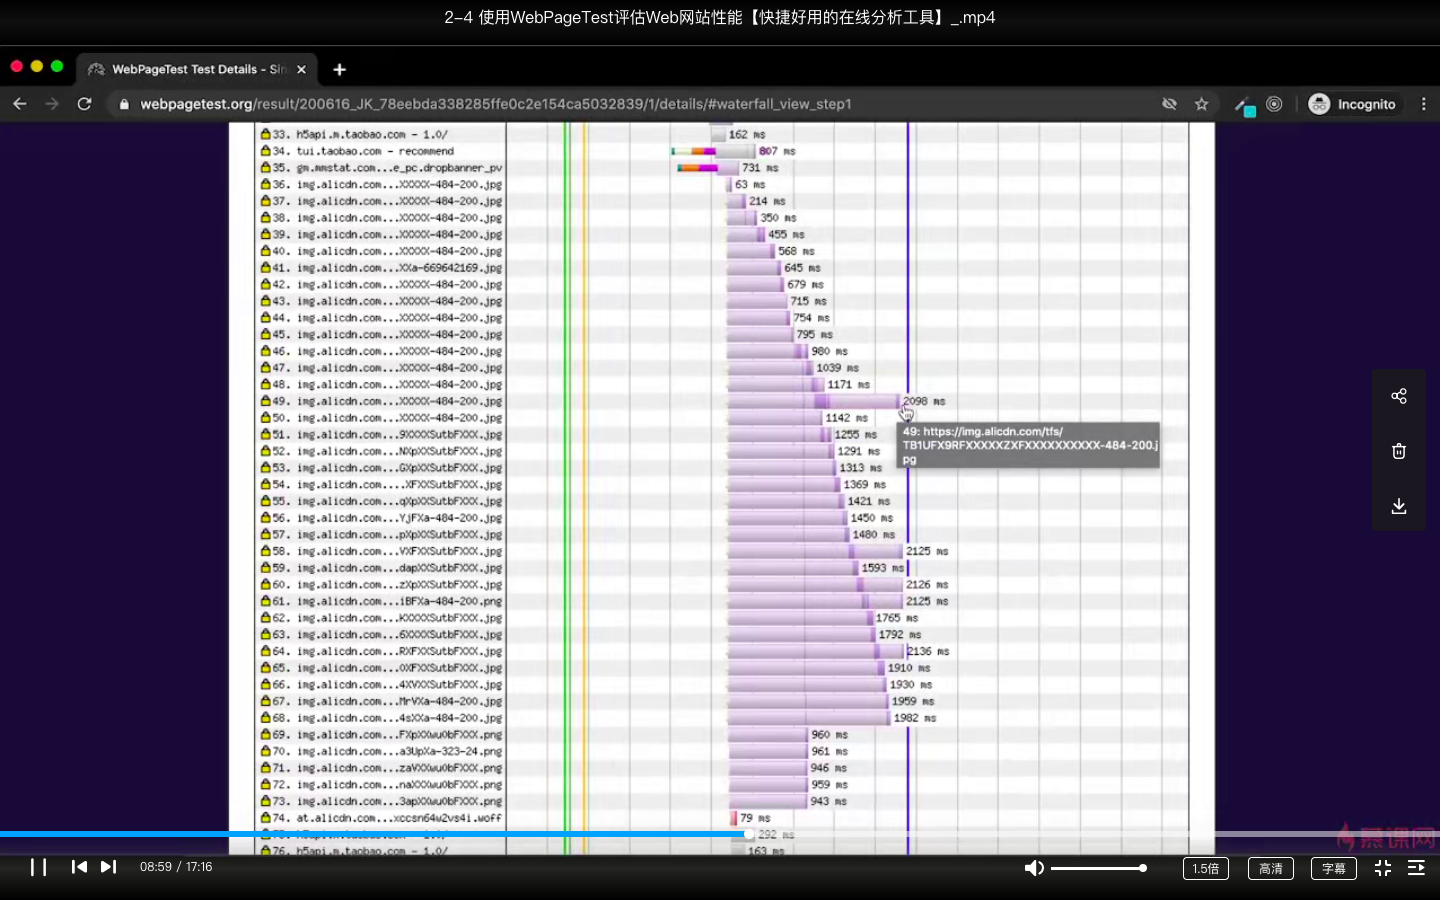 2-4 使用WebPageTest评估Web网站性能【快捷好用的在线分析工具】_.mp4
WebPageTest Test Details - Sin
webpagetest.org/result/200616_JK_78eebda338285ffe0c2e154ca5032839/1/details/#waterfall_view_step1
Incognito
33. h5api.m.taobao.com - 1.0/ 162 ms
34. tui.taobao.com - recommend 807 ms
35. gm.mmstat.com...e_pc.dropbanner_pv 731 ms
36. img.alicdn.com...XXXXX-484-200.jpg 63 ms
37. img.alicdn.com...XXXXX-484-200.jpg 214 ms
38. img.alicdn.com...XXXXX-484-200.jpg 350 ms
39. img.alicdn.com...XXXXX-484-200.jpg 455 ms
40. img.alicdn.com...XXXXX-484-200.jpg 568 ms
41. img.alicdn.com...XXa-669642169.jpg 645 ms
42. img.alicdn.com...XXXXX-484-200.jpg 679 ms
43. img.alicdn.com...XXXXX-484-200.jpg 715 ms
44. img.alicdn.com...XXXXX-484-200.jpg 754 ms
45. img.alicdn.com...XXXXX-484-200.jpg 795 ms
46. img.alicdn.com...XXXXX-484-200.jpg 980 ms
47. img.alicdn.com...XXXXX-484-200.jpg 1039 ms
48. img.alicdn.com...XXXXX-484-200.jpg 1171 ms
49. img.alicdn.com...XXXXX-484-200.jpg 2098 ms
50. img.alicdn.com...XXXXX-484-200.jpg 1142 ms
49: https://img.alicdn.com/tfs/
TB1UFX9RFXXXXXZXFXXXXXXXXXX-484-200.j
pg
51. img.alicdn.com...9XXXXSutbFXXX.jpg 1255 ms
52. img.alicdn.com...NXpXXSutbFXXX.jpg 1291 ms
53. img.alicdn.com...GXpXXSutbFXXX.jpg 1313 ms
54. img.alicdn.com....XFXXSutbFXXX.jpg 1369 ms
55. img.alicdn.com...qXpXXSutbFXXX.jpg 1421 ms
56. img.alicdn.com...YjFXa-484-200.jpg 1450 ms
57. img.alicdn.com...pXpXXSutbFXXX.jpg 1480 ms
58. img.alicdn.com...VXFXXSutbFXXX.jpg 2125 ms
59. img.alicdn.com...dapXXSutbFXXX.jpg 1593 ms
60. img.alicdn.com...zXpXXSutbFXXX.jpg 2126 ms
61. img.alicdn.com...iBFXa-484-200.png 2125 ms
62. img.alicdn.com...KXXXXSutbFXXX.jpg 1765 ms
63. img.alicdn.com...6XXXXSutbFXXX.jpg 1792 ms
64. img.alicdn.com...RXFXXSutbFXXX.jpg 2136 ms
65. img.alicdn.com...0XFXXSutbFXXX.jpg 1910 ms
66. img.alicdn.com...4XVXXSutbFXXX.jpg 1930 ms
67. img.alicdn.com...MrVXa-484-200.jpg 1959 ms
68. img.alicdn.com...4sXXa-484-200.jpg 1982 ms
69. img.alicdn.com...FXpXXwu0bFXXX.png 960 ms
70. img.alicdn.com...a3UpXa-323-24.png 961 ms
71. img.alicdn.com...zaVXXwu0bFXXX.png 946 ms
72. img.alicdn.com...naXXXwu0bFXXX.png 959 ms
73. img.alicdn.com...3apXXwu0bFXXX.png 943 ms
74. at.alicdn.com...xccsn64w2vs4i.woff 79 ms
292 ms
76. h5api.m.taobao.com - 1.0/ 163 ms
慕课网
08:59 / 17:16
1.5倍
高清
字幕